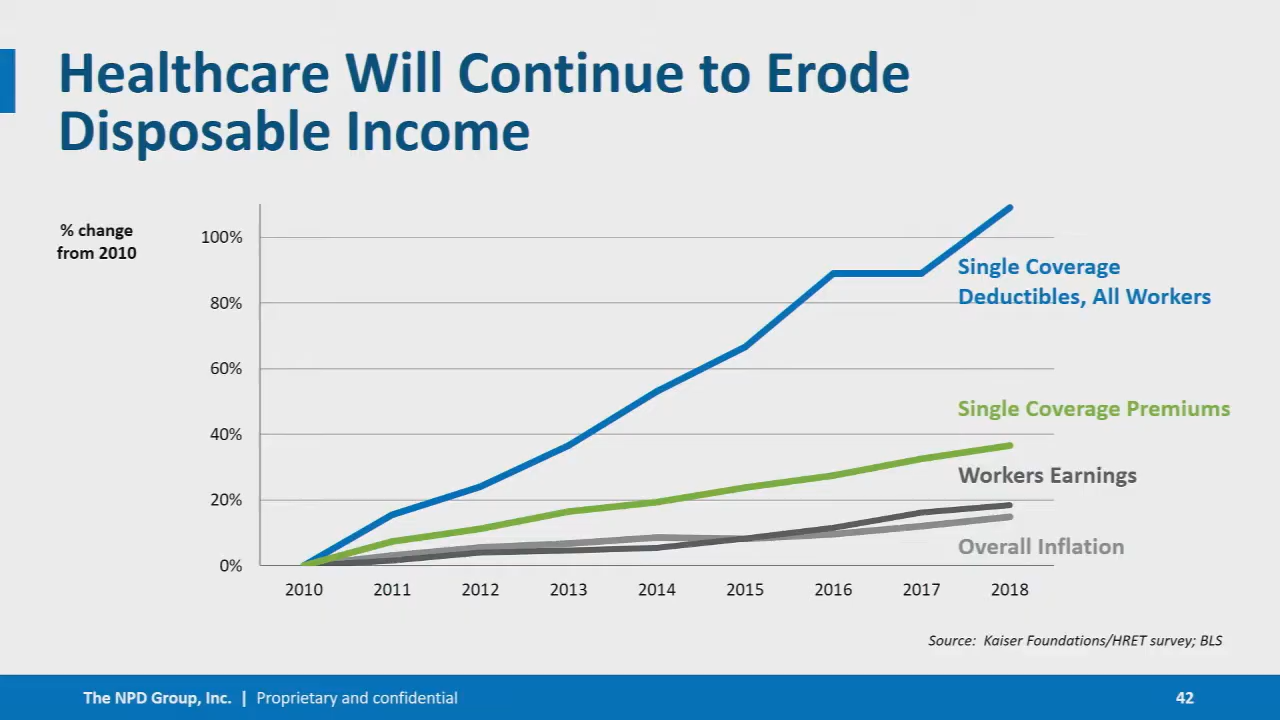 Healthcare Will Continue to Erode
Disposable Income
% change
from 2010
100%
80%
60%
40%
20%
0%
2010 2011 2012 2013 2014 2015 2016 2017 2018
Single Coverage
Deductibles, All Workers
Single Coverage Premiums
Workers Earnings
Overall Inflation
Source:  Kaiser Foundations/HRET survey; BLS
The NPD Group, Inc. | Proprietary and confidential
42